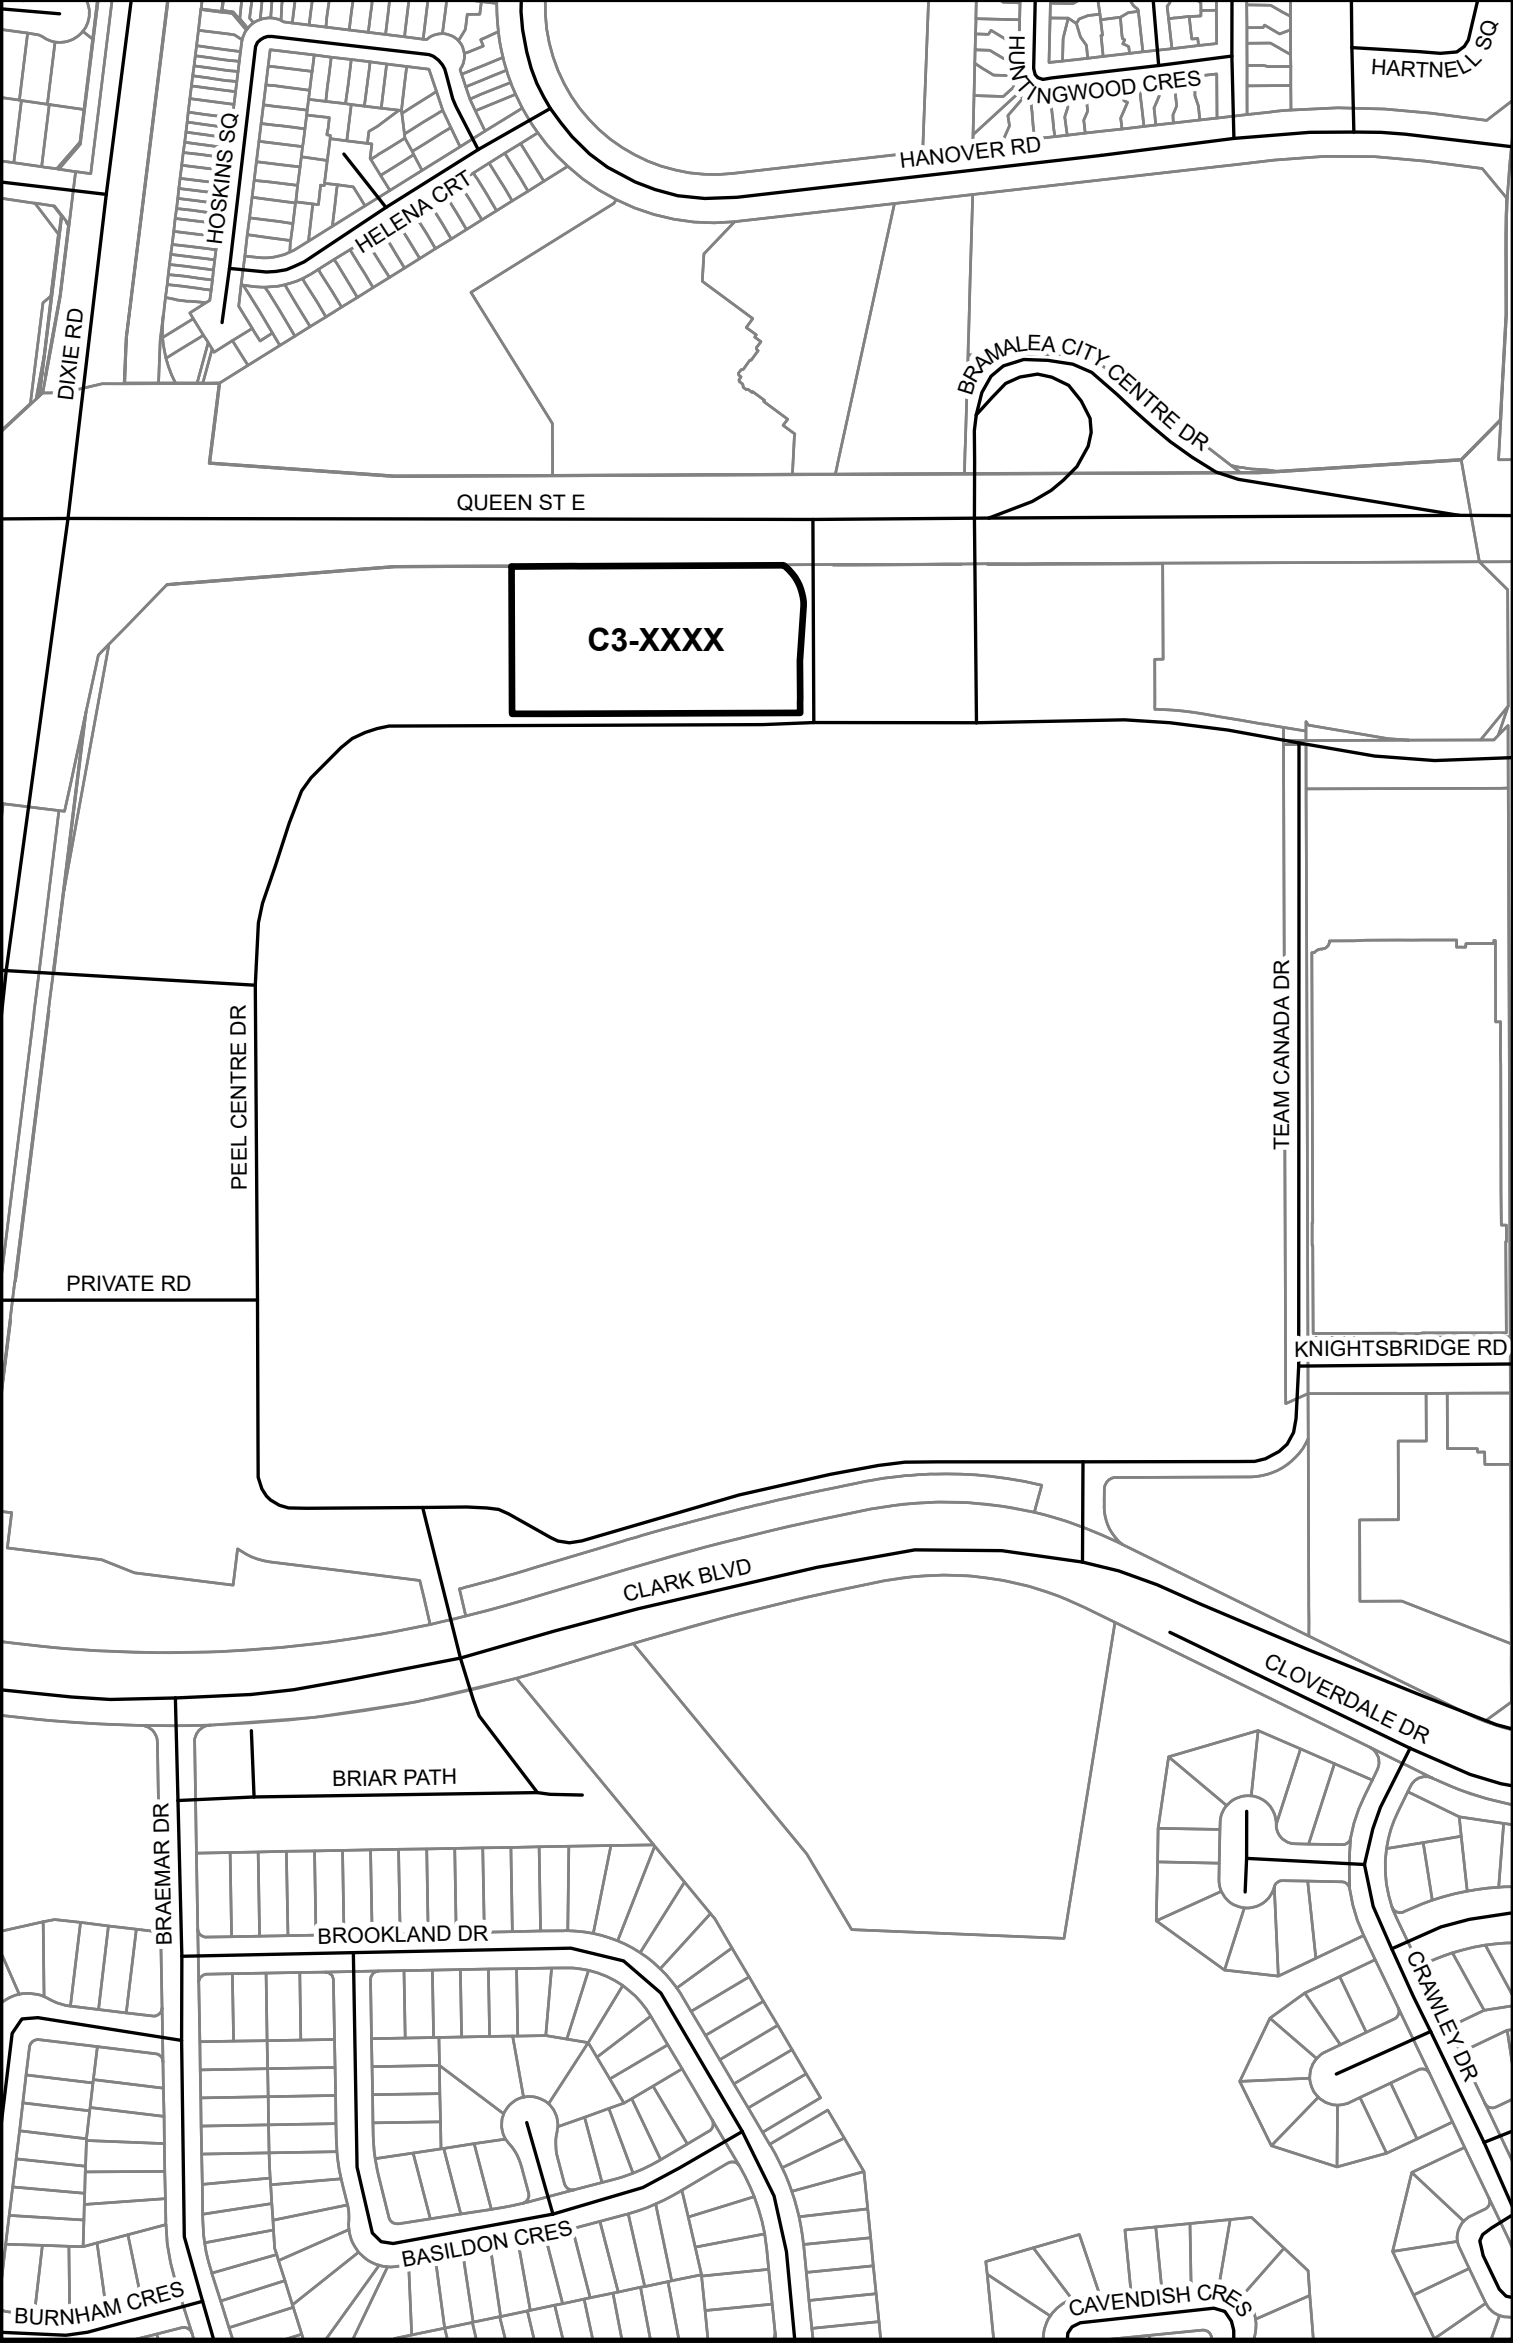 HARTNELL SQ
HUNTINGWOOD CRES
HANOVER RD
HOSKINS SQ
HELENA CRT
DIXIE RD
BRAMALEA CITY CENTRE DR
QUEEN ST E
C3-XXXX
PEEL CENTRE DR
TEAM CANADA DR
PRIVATE RD
KNIGHTSBRIDGE RD
CLARK BLVD
CLOVERDALE DR
BRIAR PATH
BRAEMAR DR
BROOKLAND DR
CRAWLEY DR
BASILDON CRES
BURNHAM CRES
CAVENDISH CRES